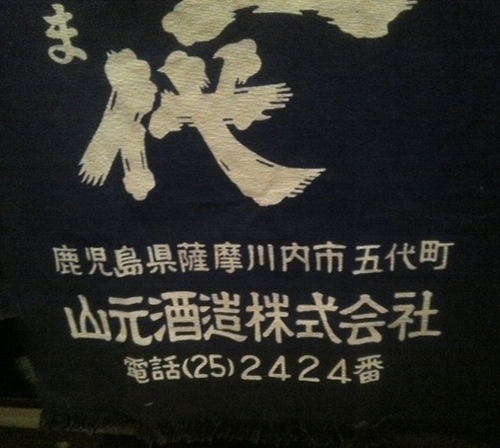 ま
代
鹿児島県薩摩川内市五代町
山元酒造株式会社
電話(25)2424番